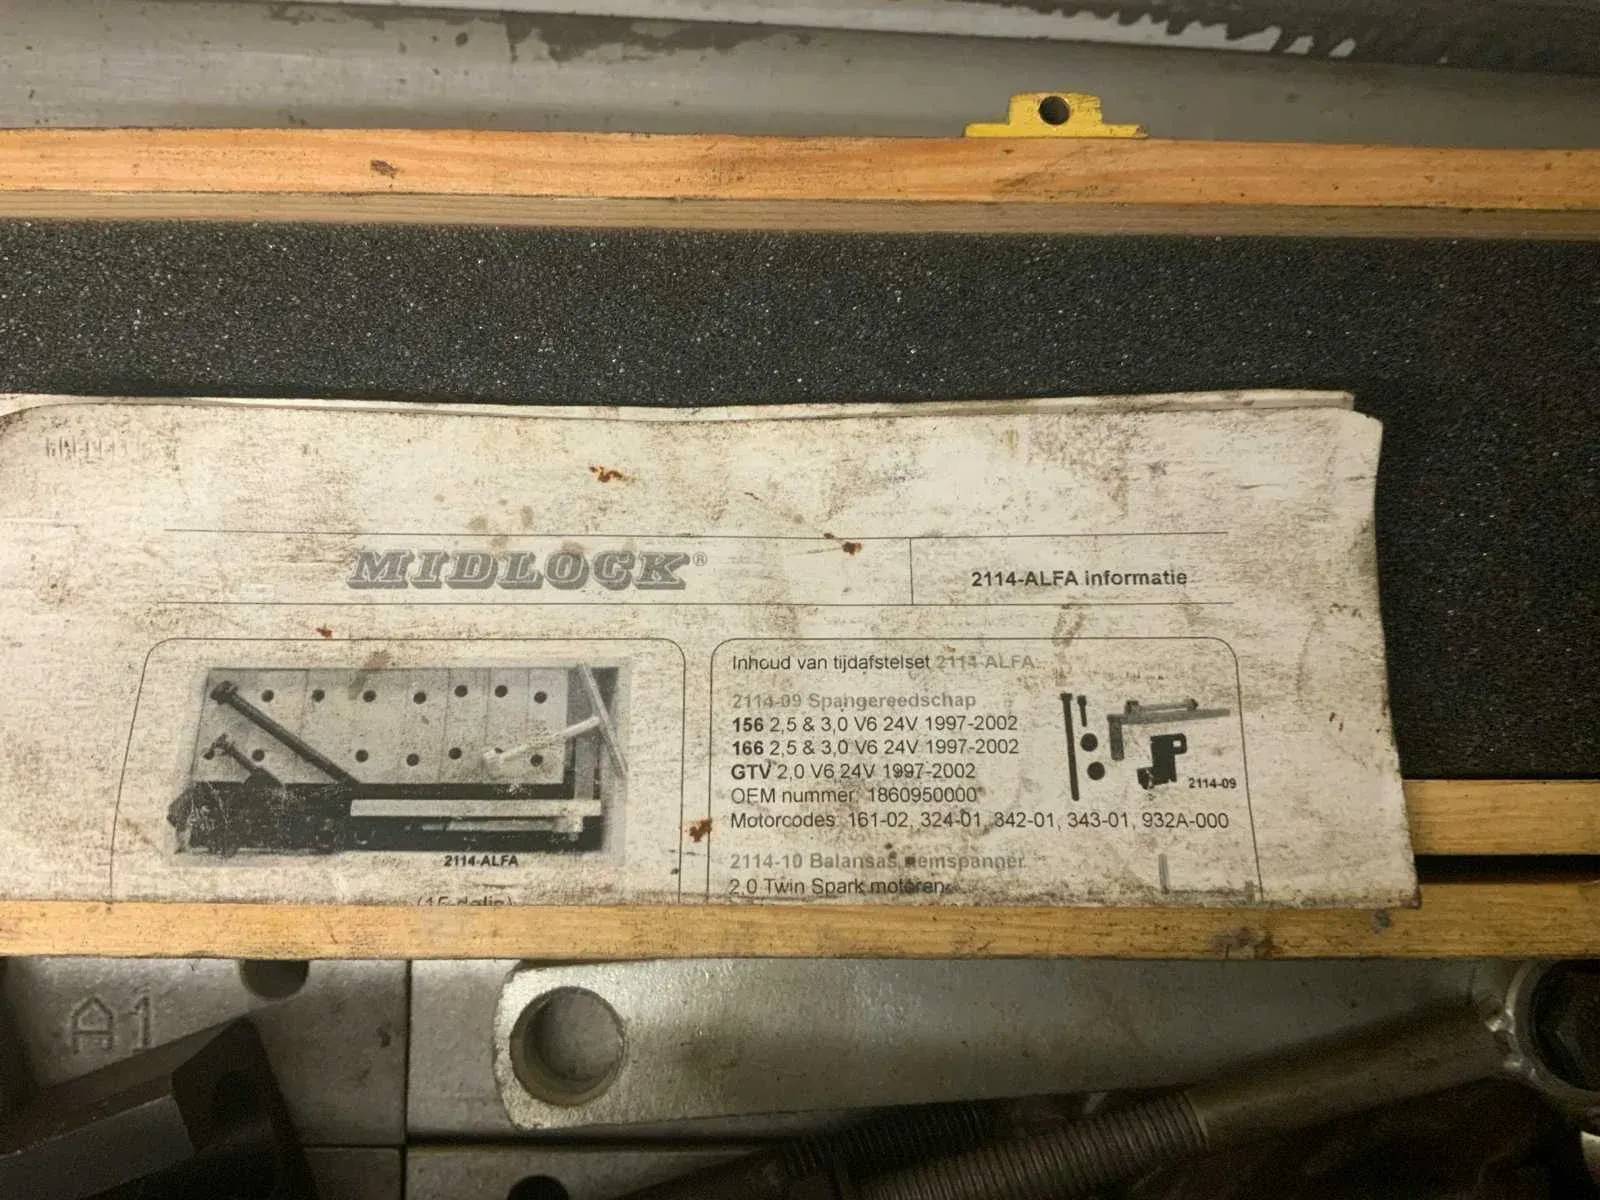 MIDLOCK®
2114-ALFA informatie
2114-ALFA
Inhoud van tijdafstelset 2114-ALFA:
2114-09 Spangereedschap
156 2,5 & 3,0 V6 24V 1997-2002
166 2,5 & 3,0 V6 24V 1997-2002
GTV 2,0 V6 24V 1997-2002
OEM nummer: 1860950000
Motorcodes: 161-02, 324-01, 342-01, 343-01, 932A-000
2114-09
2114-10 Balansas riemspanner
2,0 Twin Spark motoren
A1